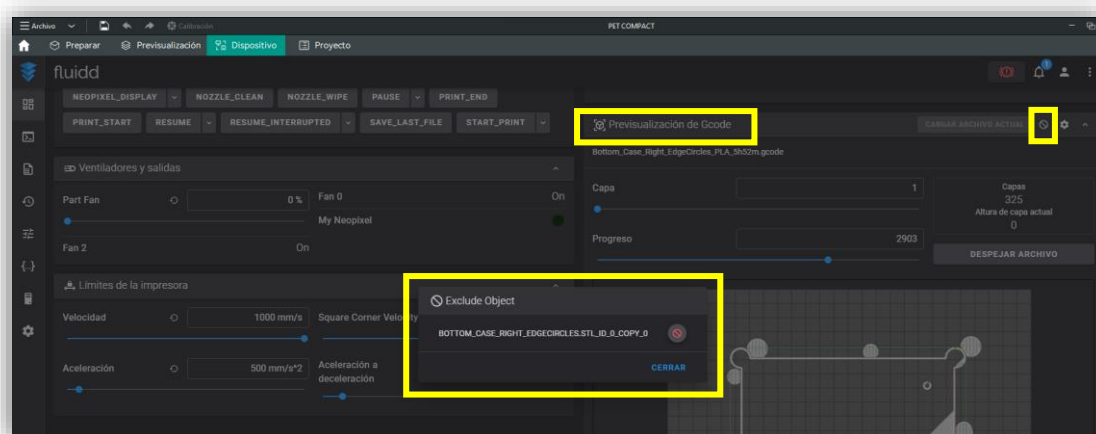 Archivo
Calibración
PET COMPACT
Preparar
Previsualización
Dispositivo
Proyecto
fluidd
1
NEOPIXEL_DISPLAY
NOZZLE_CLEAN
NOZZLE_WIPE
PAUSE
PRINT_END
PRINT_START
RESUME
RESUME_INTERRUPTED
SAVE_LAST_FILE
START_PRINT
Ventiladores y salidas
Part Fan
0 %
Fan 0
On
My Neopixel
Fan 2
On
Límites de la impresora
Velocidad
1000 mm/s
Square Corner Velocity
Aceleración
500 mm/s^2
Aceleración a
deceleración
Previsualización de Gcode
CARGAR ARCHIVO ACTUAL
Bottom_Case_Right_EdgeCircles_PLA_5h52m.gcode
Capa
1
Progreso
2903
Capas
325
Altura de capa actual
0
DESPEJAR ARCHIVO
Exclude Object
BOTTOM_CASE_RIGHT_EDGECIRCLES.STL_ID_0_COPY_0
CERRAR